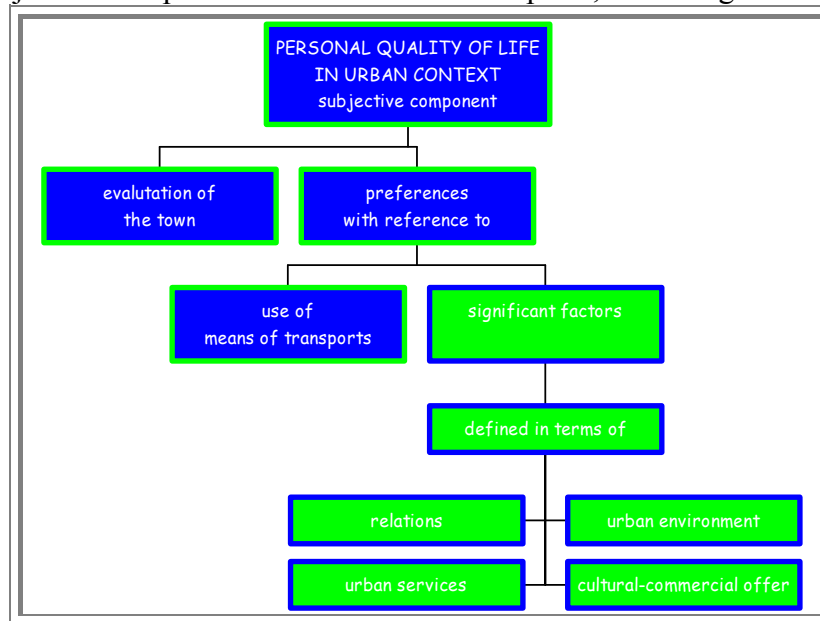 PERSONAL QUALITY OF LIFE
IN URBAN CONTEXT
subjective component
evalutation of
the town
preferences
with reference to
use of
means of transports
significant factors
defined in terms of
relations
urban environment
urban services
cultural-commercial offer